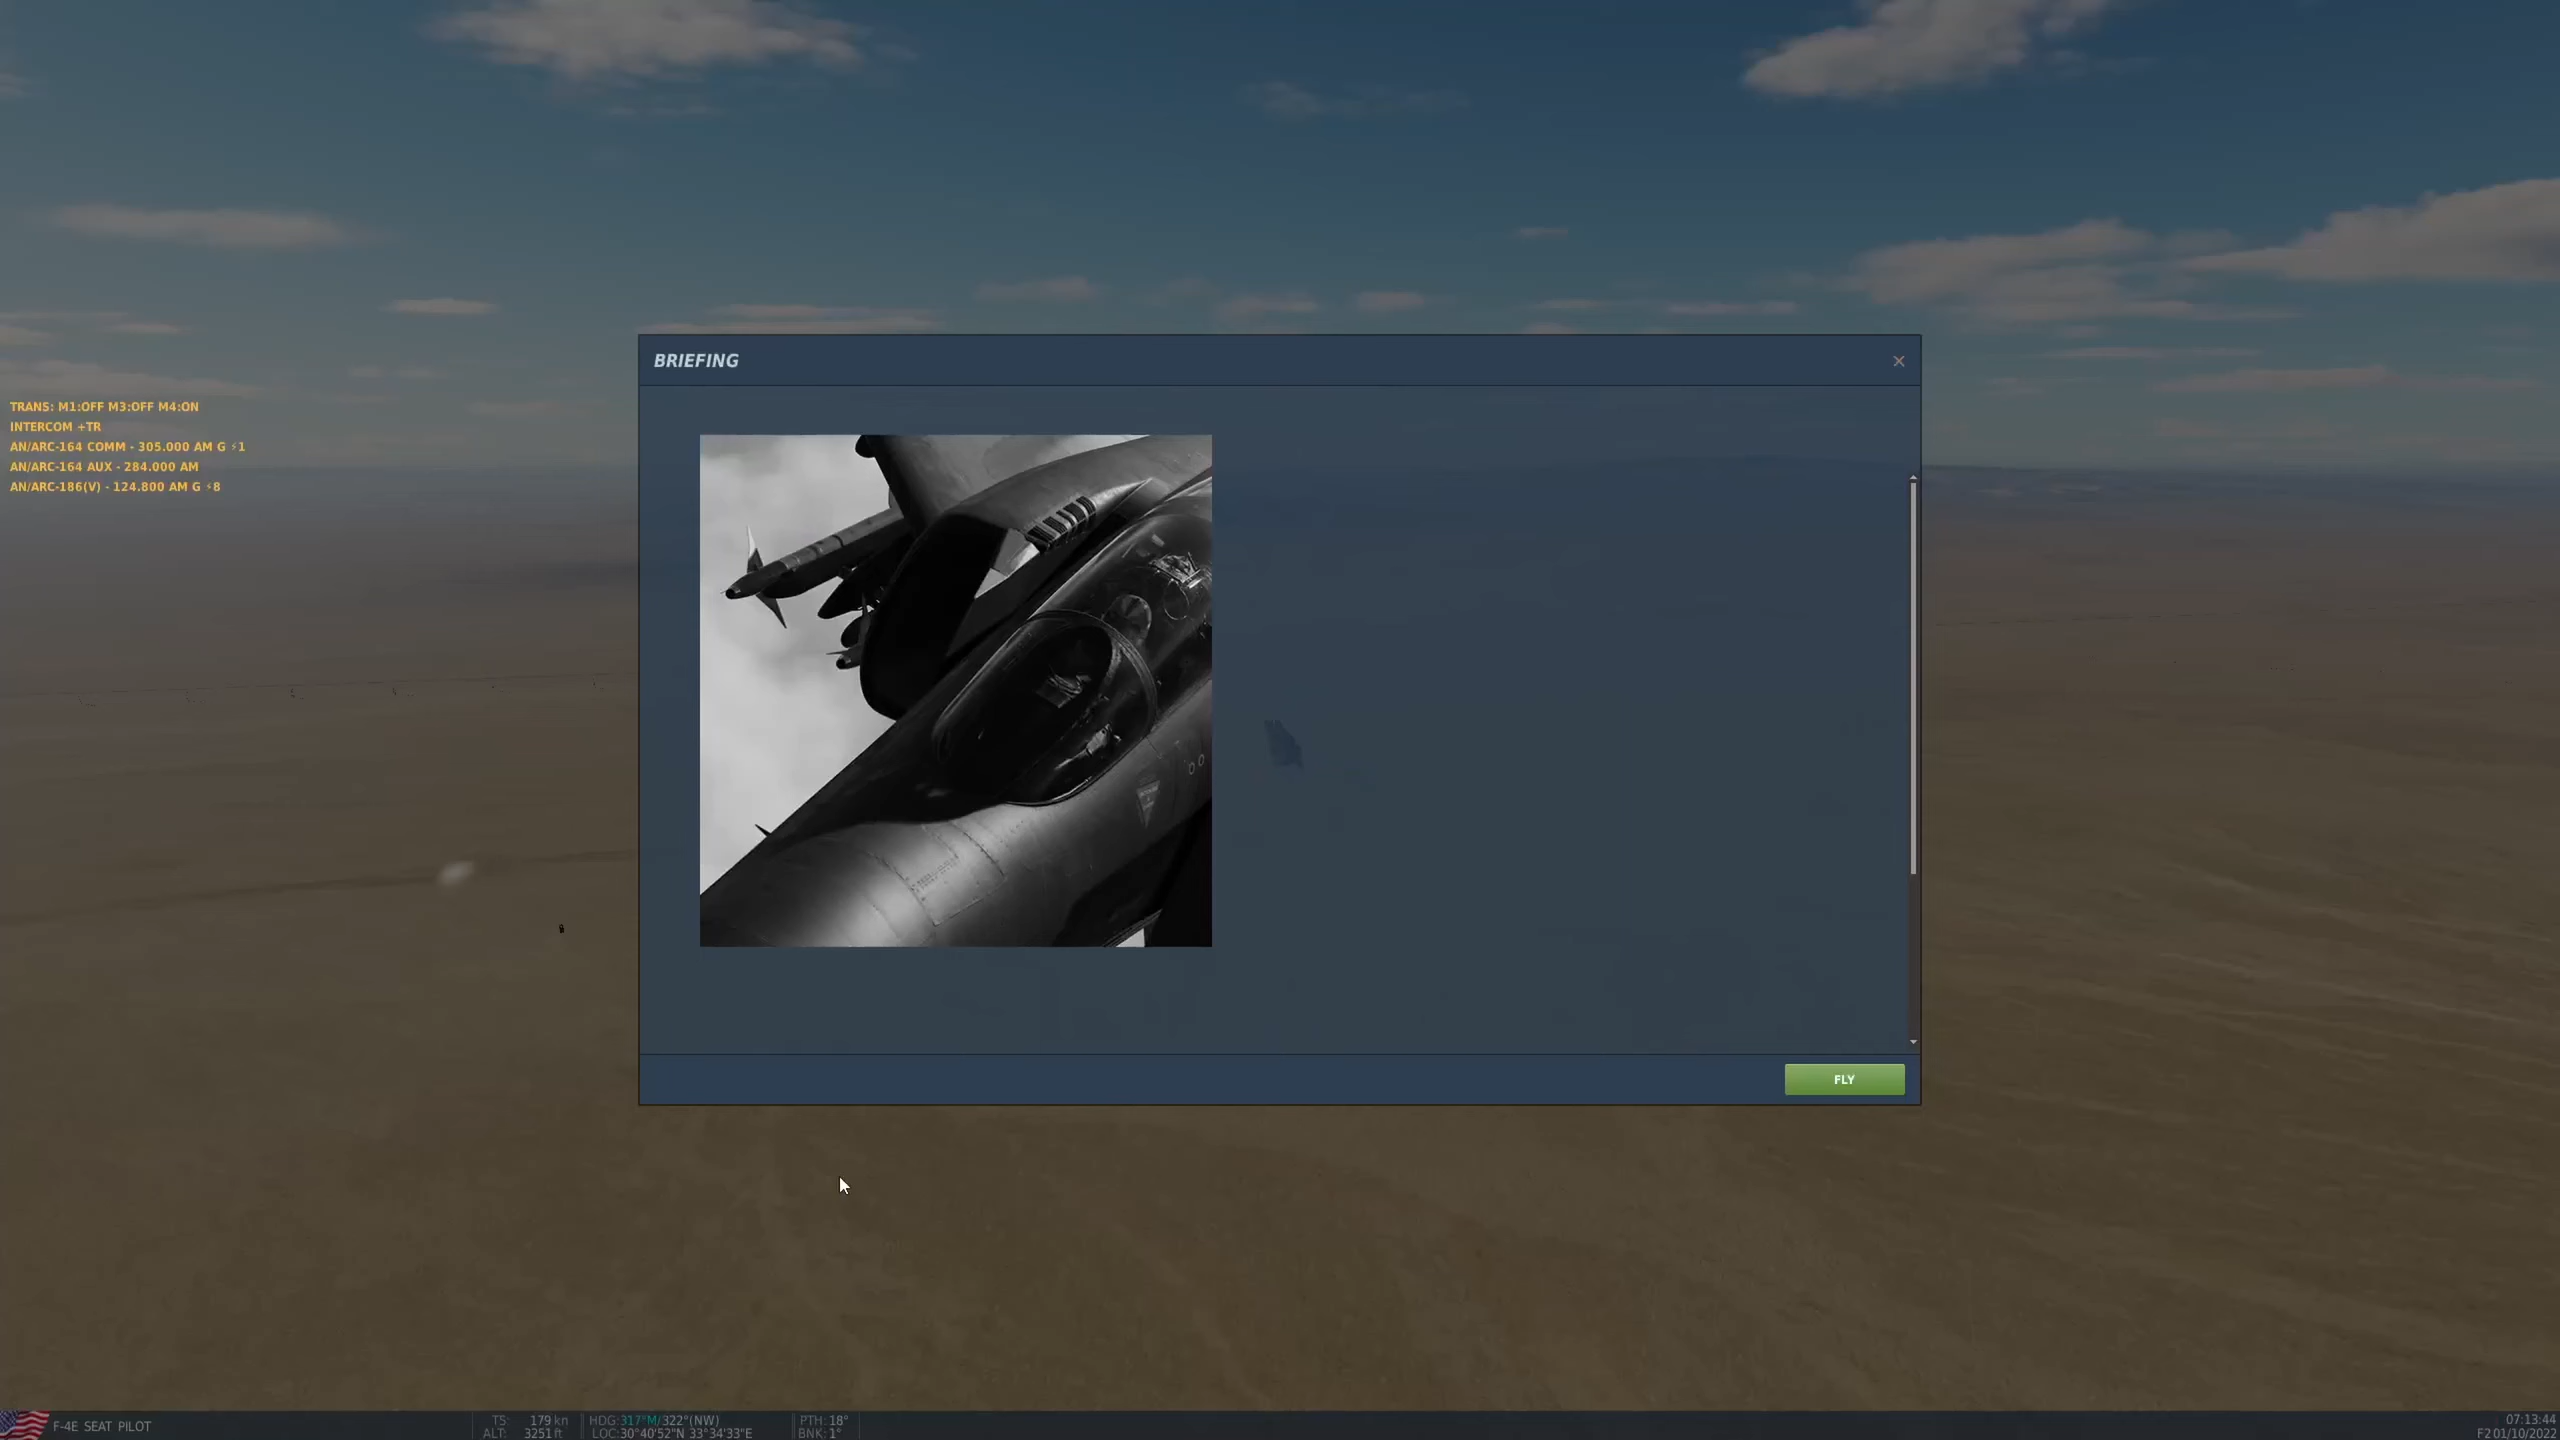 BRIEFING
TRANS: M1:OFF M3:OFF M4:ON
INTERCOM +TR
AN/ARC-164 COMM - 305.000 AM G ⚡1
AN/ARC-164 AUX - 284.000 AM
AN/ARC-186(V) - 124.800 AM G ⚡8
FLY
F-4E SEAT PILOT
TS: 179 kn
ALT: 3251 ft
HDG:317°M/322°(NW)
LOC:30°40'52"N 33°34'33"E
PTH: 18°
BNK: 1°
07:13:44
F2 01/10/2022